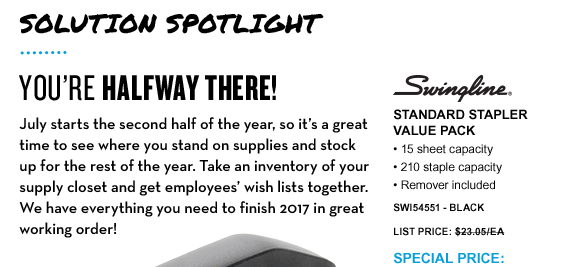 SOLUTION SPOTLIGHT
YOU'RE HALFWAY THERE!
July starts the second half of the year, so it's a great
time to see where you stand on supplies and stock
up for the rest of the year. Take an inventory of your
supply closet and get employees' wish lists together.
We have everything you need to finish 2017 in great
working order!
Swingline®
STANDARD STAPLER
VALUE PACK
• 15 sheet capacity
• 210 staple capacity
• Remover included
SWI54551 - BLACK
LIST PRICE: $23.05/EA
SPECIAL PRICE: